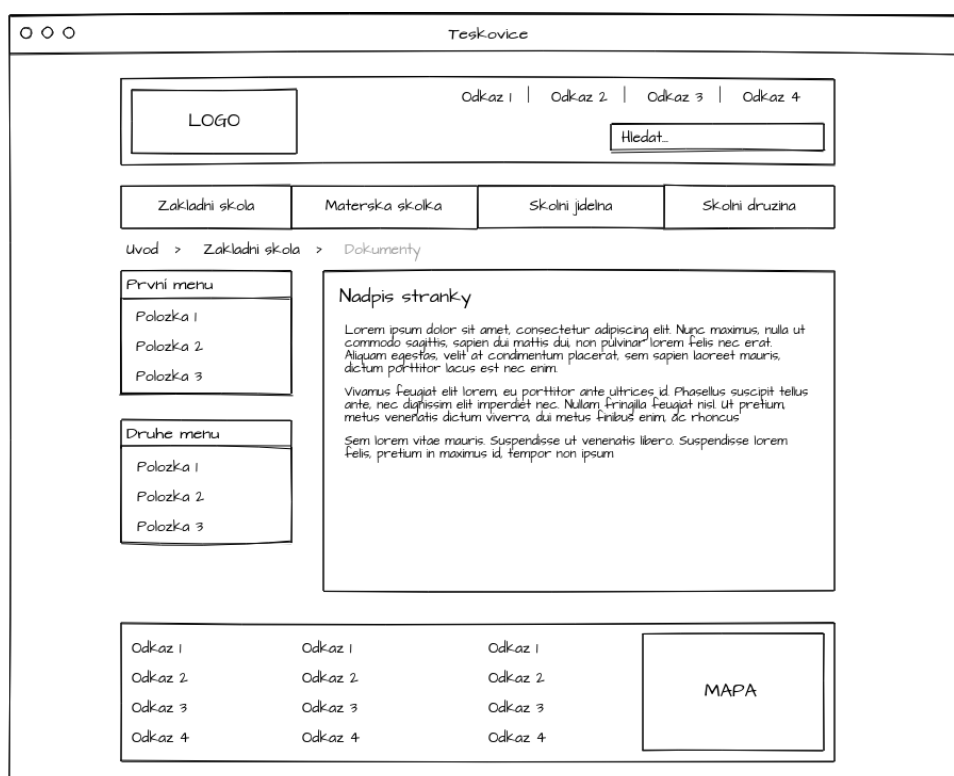 Teskovice
LOGO
Odkaz 1 | Odkaz 2 | Odkaz 3 | Odkaz 4
Hledat...
Zakladni skola
Materska skolka
Skolni jidelna
Skolni druzina
Uvod > Zakladni skola > Dokumenty
Prvni menu
Polozka 1
Polozka 2
Polozka 3
Druhe menu
Polozka 1
Polozka 2
Polozka 3
Nadpis stranky
Lorem ipsum dolor sit amet, consectetur adipiscing elit. Nunc maximus, nulla ut
commodo sagittis, sapien dui mattis dui, non pulvinar lorem felis nec erat.
Aliquam egestas, velit at condimentum placerat, sem sapien laoreet mauris,
dictum porttitor lacus est nec enim.
Vivamus feugiat elit lorem, eu porttitor ante ultrices id. Phasellus suscipit tellus
ante, nec dignissim elit imperdiet nec. Nullam fringilla feugiat nisl. Ut pretium,
metus venenatis dictum viverra, dui metus finibus enim, ac rhoncus
Sem lorem vitae mauris. Suspendisse ut venenatis libero. Suspendisse lorem
felis, pretium in maximus id, tempor non ipsum
Odkaz 1
Odkaz 2
Odkaz 3
Odkaz 4
Odkaz 1
Odkaz 2
Odkaz 3
Odkaz 4
Odkaz 1
Odkaz 2
Odkaz 3
Odkaz 4
MAPA